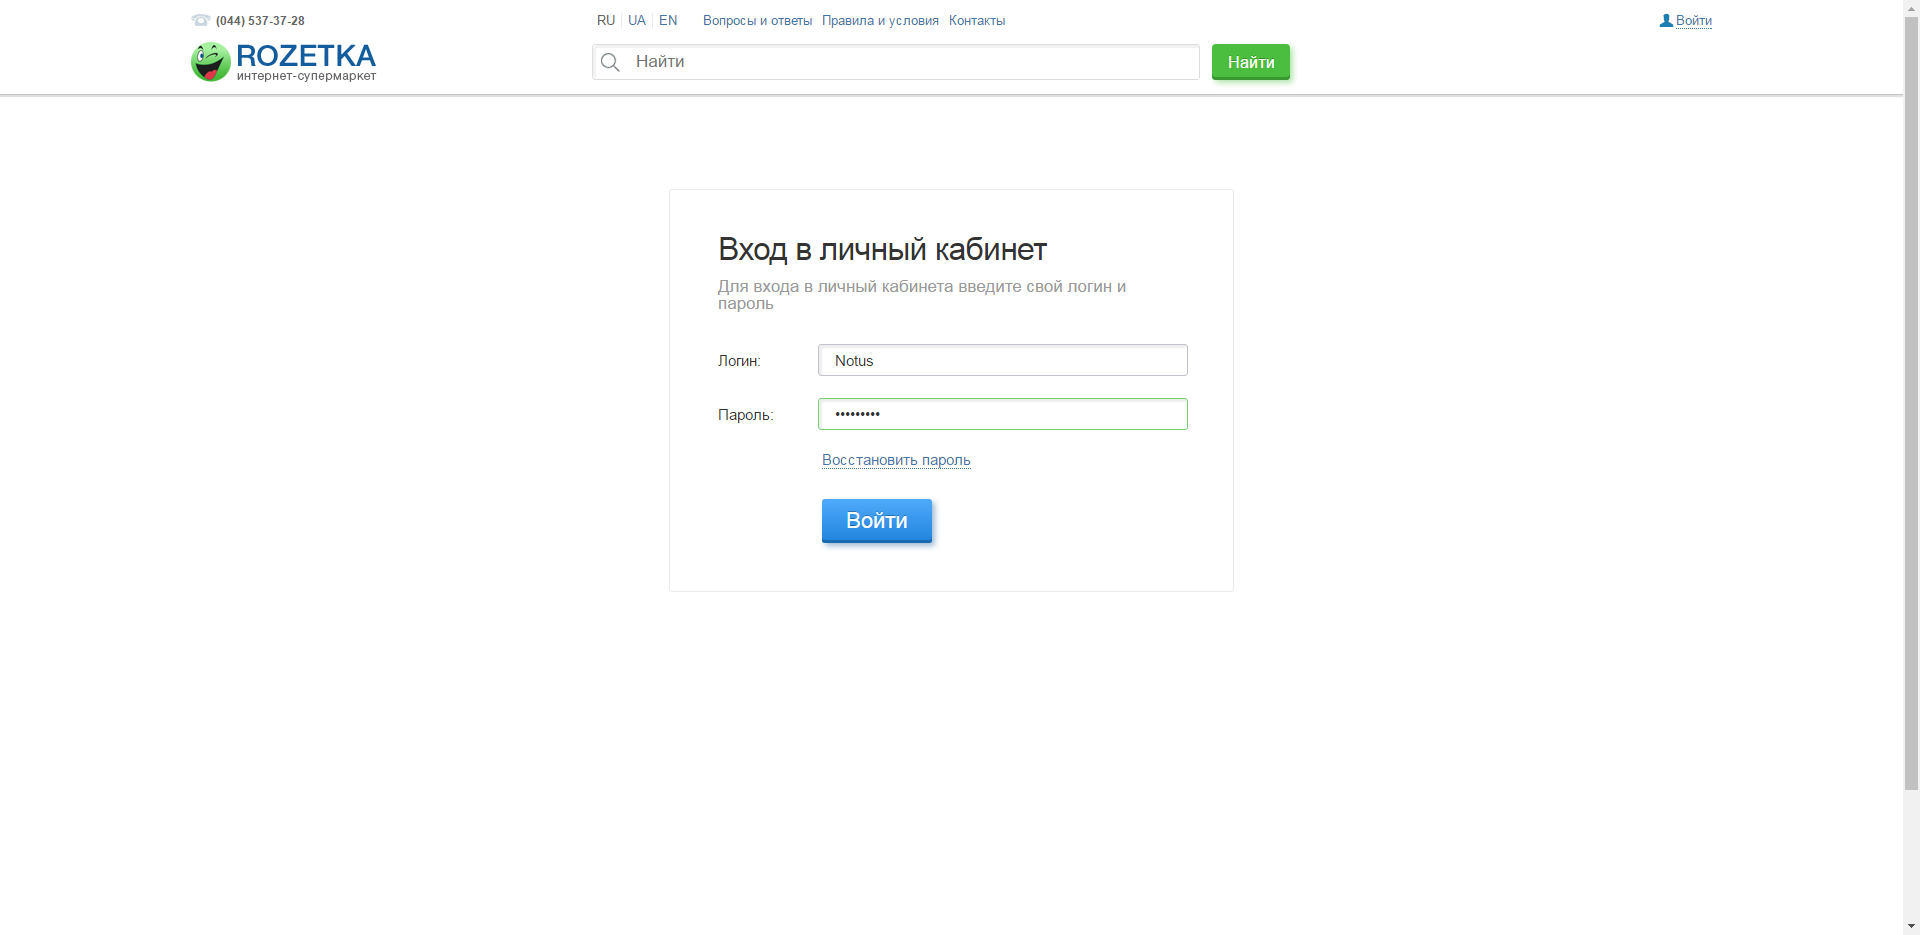 (044) 537-37-28
RU UA EN Вопросы и ответы Правила и условия Контакты
Войти
ROZETKA
интернет-супермаркет
Найти
Найти
Вход в личный кабинет
Для входа в личный кабинета введите свой логин и
пароль
Логин: Notus
Пароль: •••••••••
Восстановить пароль
Войти